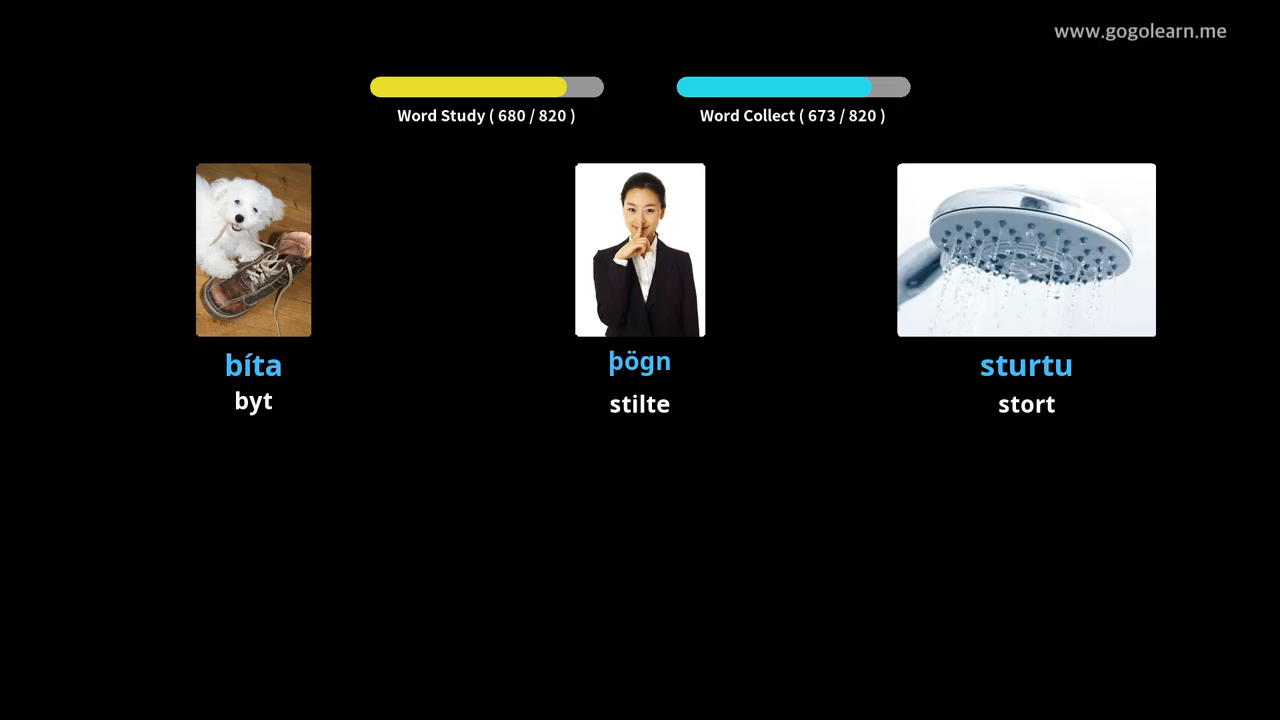 www.gogolearn.me
Word Study ( 680 / 820 )
Word Collect ( 673 / 820 )
bíta
byt
þögn
stilte
sturtu
stort